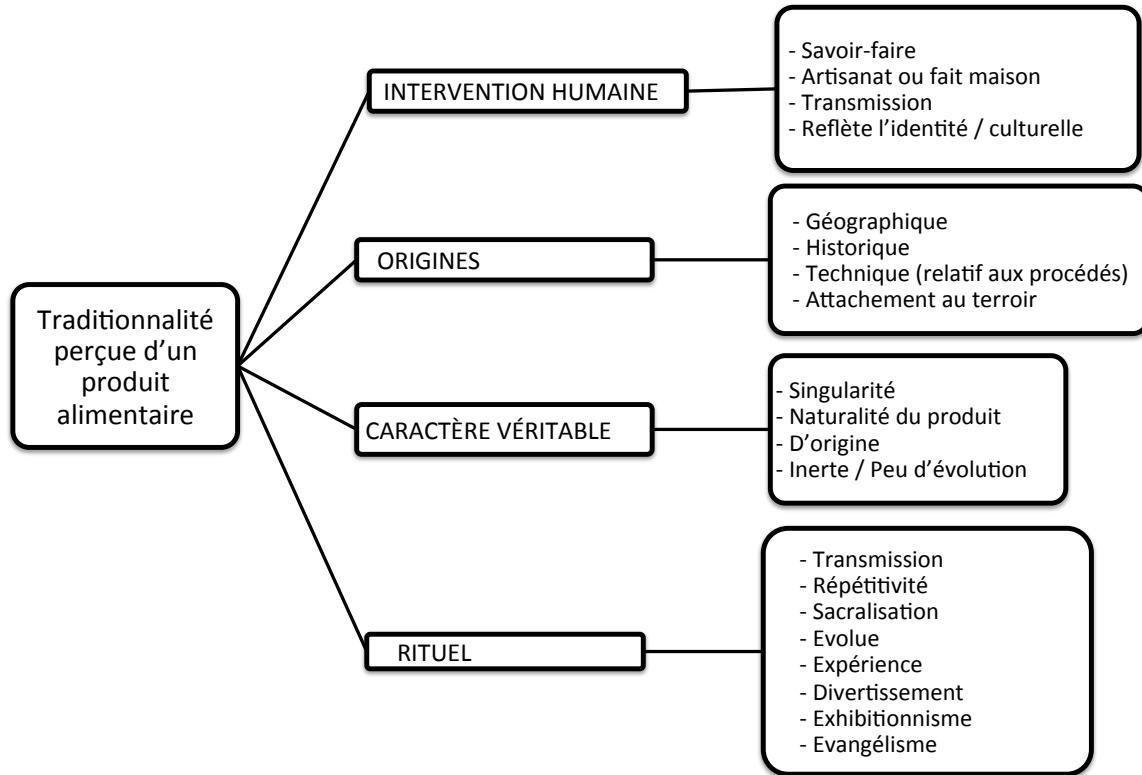 Traditionnalité
perçue d'un
produit
alimentaire
INTERVENTION HUMAINE
- Savoir-faire
- Artisanat ou fait maison
- Transmission
- Reflète l'identité / culturelle
ORIGINES
- Géographique
- Historique
- Technique (relatif aux procédés)
- Attachement au terroir
CARACTÈRE VÉRITABLE
- Singularité
- Naturalité du produit
- D'origine
- Inerte / Peu d'évolution
RITUEL
- Transmission
- Répétitivité
- Sacralisation
- Evolue
- Expérience
- Divertissement
- Exhibitionnisme
- Evangélisme